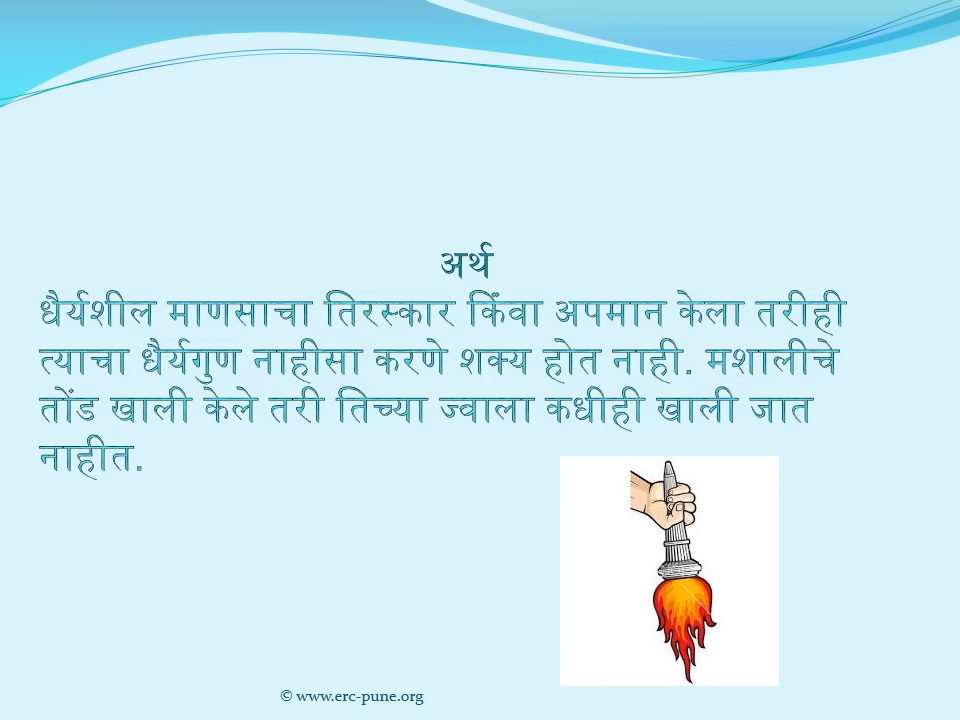 अर्थ
धैर्यशील माणसाचा तिरस्कार किंवा अपमान केला तरीही
त्याचा धैर्यगुण नाहीसा करणे शक्य होत नाही. मशालीचे
तोंड खाली केले तरी तिच्या ज्वाला कधीही खाली जात
नाहीत.
© www.erc-pune.org